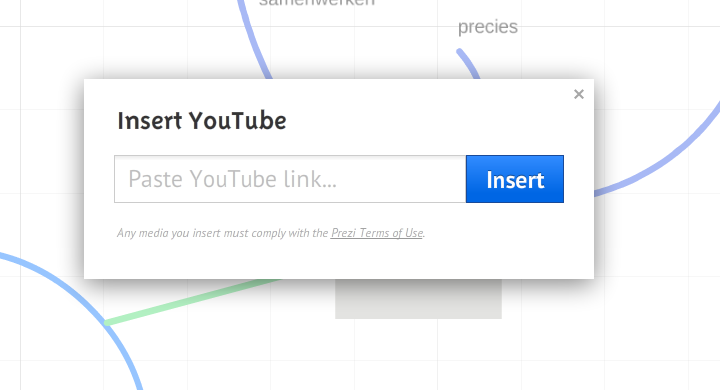 samenwerken
precies
×
Insert YouTube
Paste YouTube link...
Insert
Any media you insert must comply with the Prezi Terms of Use.